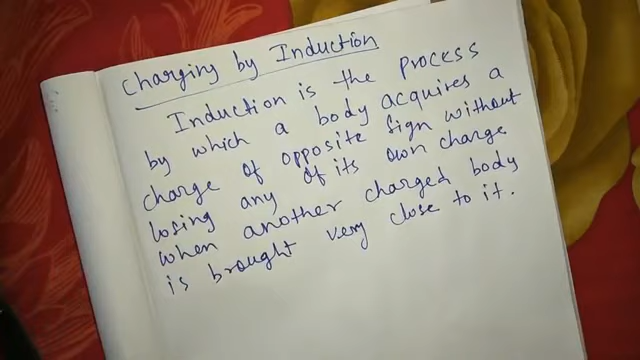 Charging by Induction
Induction is the process
by which a body acquires a
charge of opposite sign without
losing any of its own charge
when another charged body
is brought very close to it.